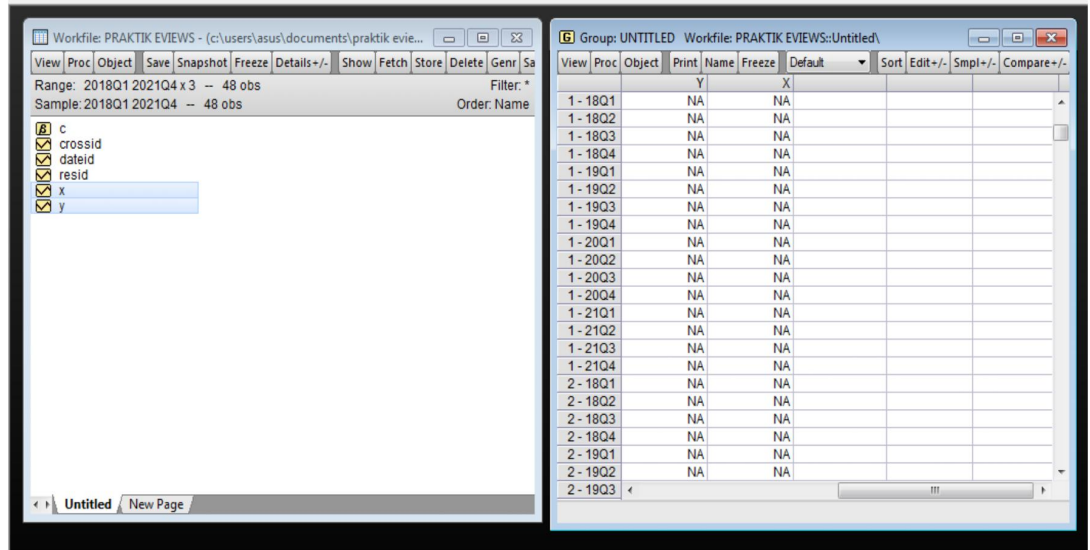 Workfile: PRAKTIK EVIEWS - (c:\users\asus\documents\praktik evie...
View Proc Object Save Snapshot Freeze Details+/- Show Fetch Store Delete Genr Sa
Range: 2018Q1 2021Q4 x 3 -- 48 obs Filter: *
Sample: 2018Q1 2021Q4 -- 48 obs Order: Name
β c
crossid
dateid
resid
x
y
Untitled New Page
G Group: UNTITLED Workfile: PRAKTIK EVIEWS::Untitled\
View Proc Object Print Name Freeze Default Sort Edit+/- Smpl+/- Compare+/-
Y X
1 - 18Q1 NA NA
1 - 18Q2 NA NA
1 - 18Q3 NA NA
1 - 18Q4 NA NA
1 - 19Q1 NA NA
1 - 19Q2 NA NA
1 - 19Q3 NA NA
1 - 19Q4 NA NA
1 - 20Q1 NA NA
1 - 20Q2 NA NA
1 - 20Q3 NA NA
1 - 20Q4 NA NA
1 - 21Q1 NA NA
1 - 21Q2 NA NA
1 - 21Q3 NA NA
1 - 21Q4 NA NA
2 - 18Q1 NA NA
2 - 18Q2 NA NA
2 - 18Q3 NA NA
2 - 18Q4 NA NA
2 - 19Q1 NA NA
2 - 19Q2 NA NA
2 - 19Q3